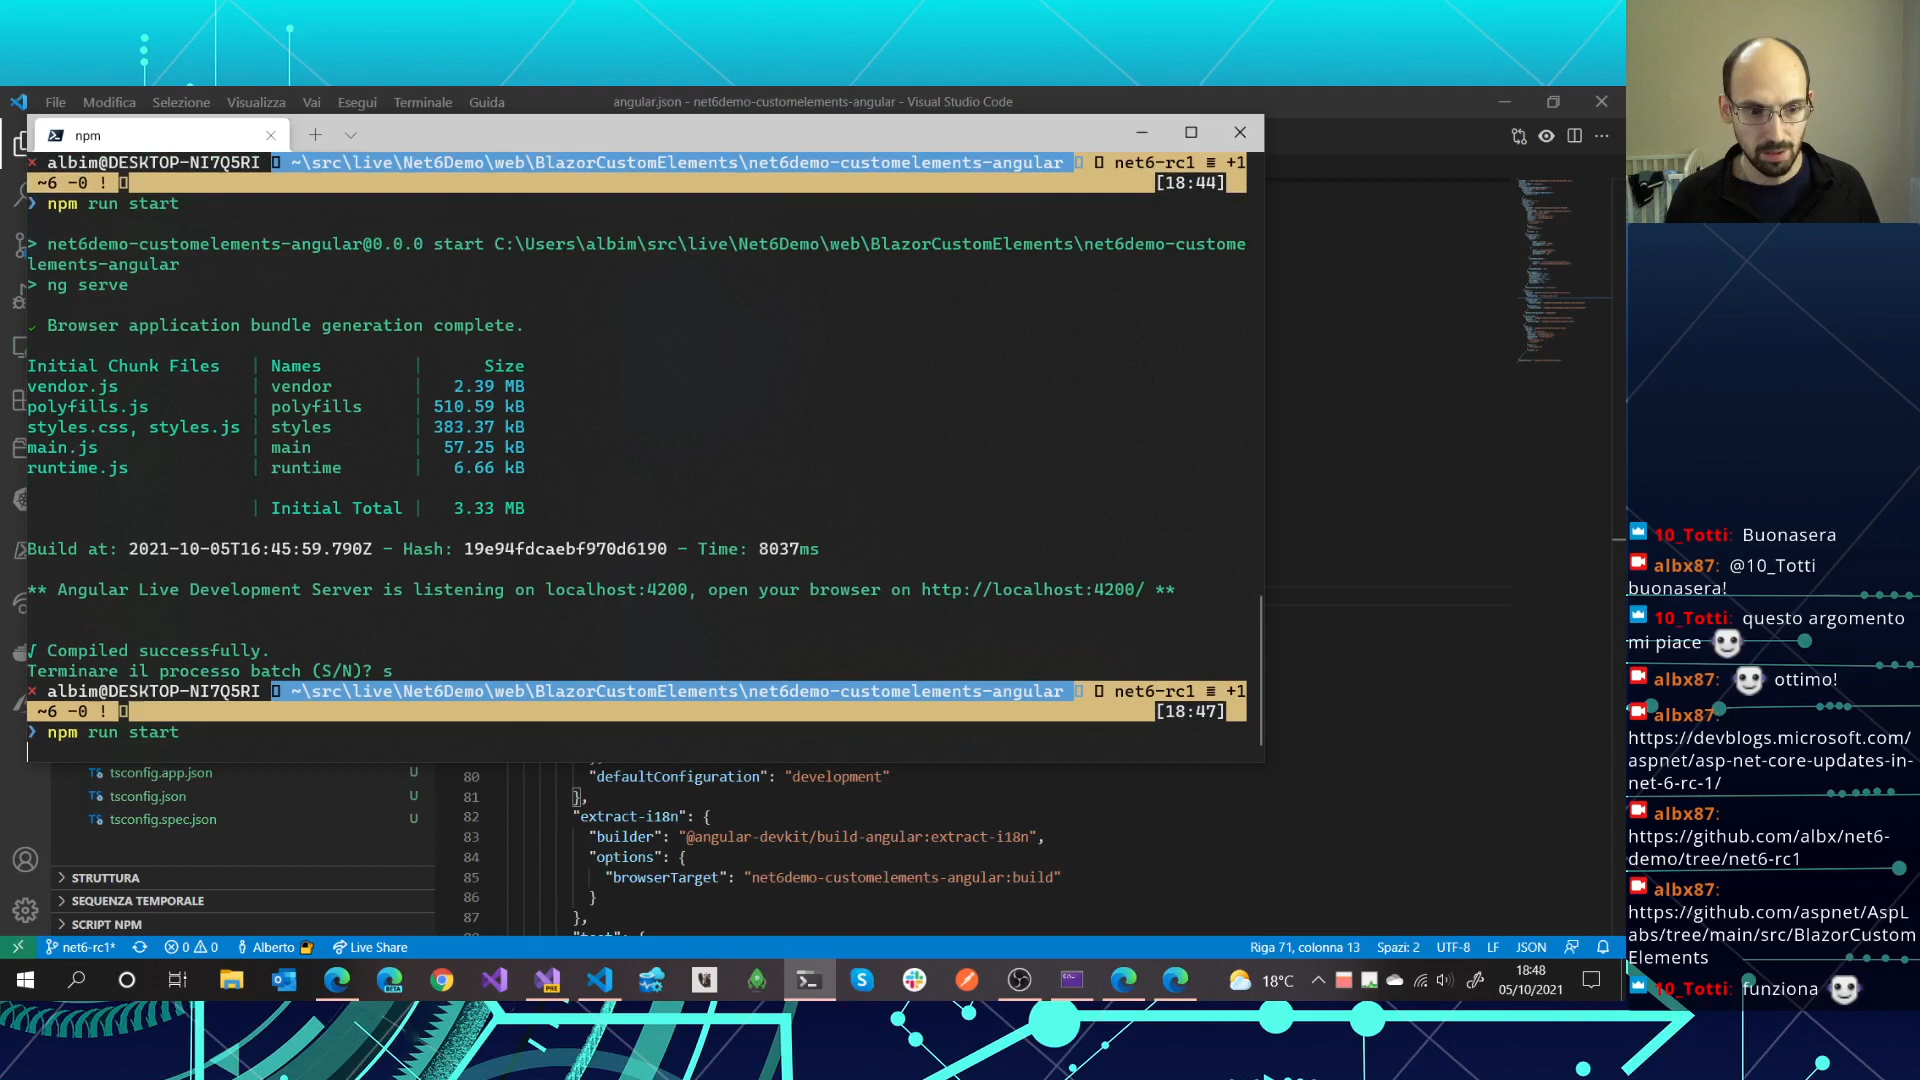 File Modifica Selezione Visualizza Vai Esegui Terminale Guida
angular.json - net6demo-customelements-angular - Visual Studio Code
npm
× albim@DESKTOP-NI7Q5RI ~\src\live\Net6Demo\web\BlazorCustomElements\net6demo-customelements-angular net6-rc1 ≡ +1
~6 -0 ! [18:44]
❯ npm run start
> net6demo-customelements-angular@0.0.0 start C:\Users\albim\src\live\Net6Demo\web\BlazorCustomElements\net6demo-custome
lements-angular
> ng serve
✓ Browser application bundle generation complete.
Initial Chunk Files | Names | Size
vendor.js | vendor | 2.39 MB
polyfills.js | polyfills | 510.59 kB
styles.css, styles.js | styles | 383.37 kB
main.js | main | 57.25 kB
runtime.js | runtime | 6.66 kB
| Initial Total | 3.33 MB
Build at: 2021-10-05T16:45:59.790Z - Hash: 19e94fdcaebf970d6190 - Time: 8037ms
** Angular Live Development Server is listening on localhost:4200, open your browser on http://localhost:4200/ **
√ Compiled successfully.
Terminare il processo batch (S/N)? s
× albim@DESKTOP-NI7Q5RI ~\src\live\Net6Demo\web\BlazorCustomElements\net6demo-customelements-angular net6-rc1 ≡ +1
~6 -0 ! [18:47]
❯ npm run start
tsconfig.app.json U
tsconfig.json U
tsconfig.spec.json U
STRUTTURA
SEQUENZA TEMPORALE
SCRIPT NPM
80 "defaultConfiguration": "development"
81 },
82 "extract-i18n": {
83 "builder": "@angular-devkit/build-angular:extract-i18n",
84 "options": {
85 "browserTarget": "net6demo-customelements-angular:build"
86 }
87 },
net6-rc1* 0 0 Alberto Live Share
Riga 71, colonna 13 Spazi: 2 UTF-8 LF JSON
18°C
18:48
05/10/2021
BETA
PRE
10_Totti: Buonasera
albx87: @10_Totti
buonasera!
10_Totti: questo argomento
mi piace
albx87: ottimo!
albx87:
https://devblogs.microsoft.com/
aspnet/asp-net-core-updates-in-
net-6-rc-1/
albx87:
https://github.com/albx/net6-
demo/tree/net6-rc1
albx87:
https://github.com/aspnet/AspL
abs/tree/main/src/BlazorCustom
Elements
10_Totti: funziona